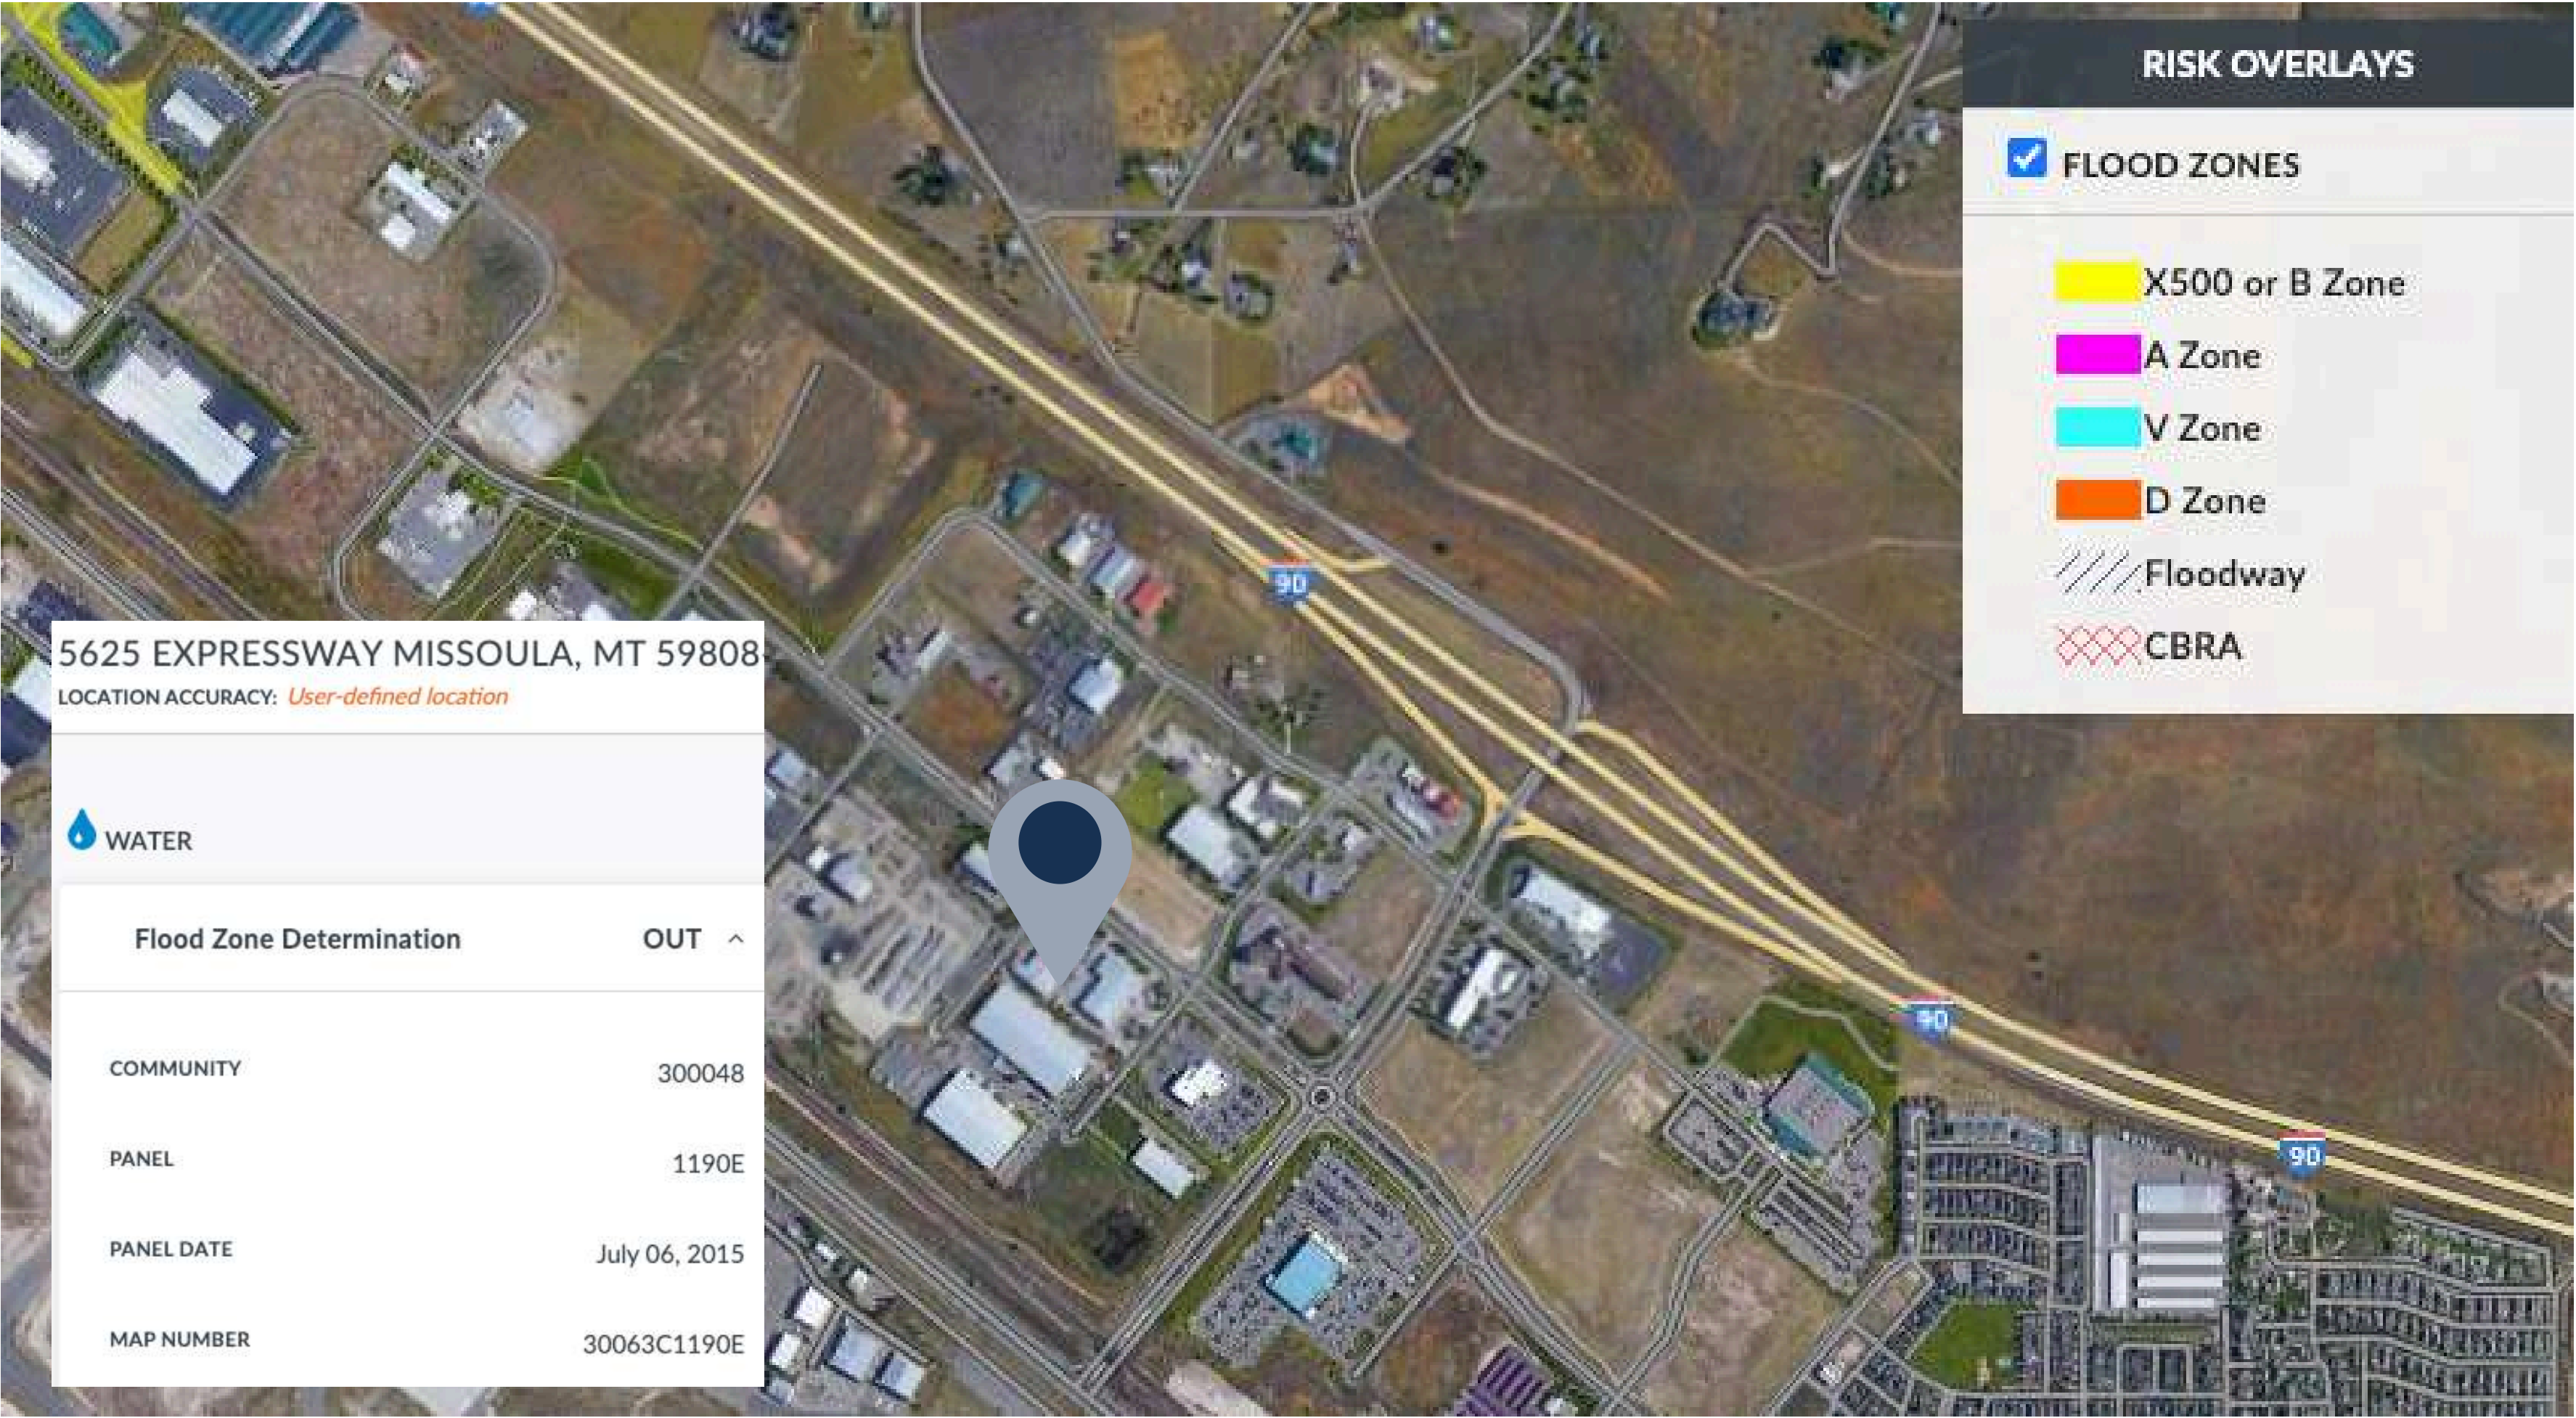 RISK OVERLAYS
FLOOD ZONES
X500 or B Zone
A Zone
V Zone
D Zone
Floodway
CBRA
90
90
90
5625 EXPRESSWAY MISSOULA, MT 59808-
LOCATION ACCURACY: User-defined location
WATER
Flood Zone Determination OUT
COMMUNITY 300048
PANEL 1190E
PANEL DATE July 06, 2015
MAP NUMBER 30063C1190E